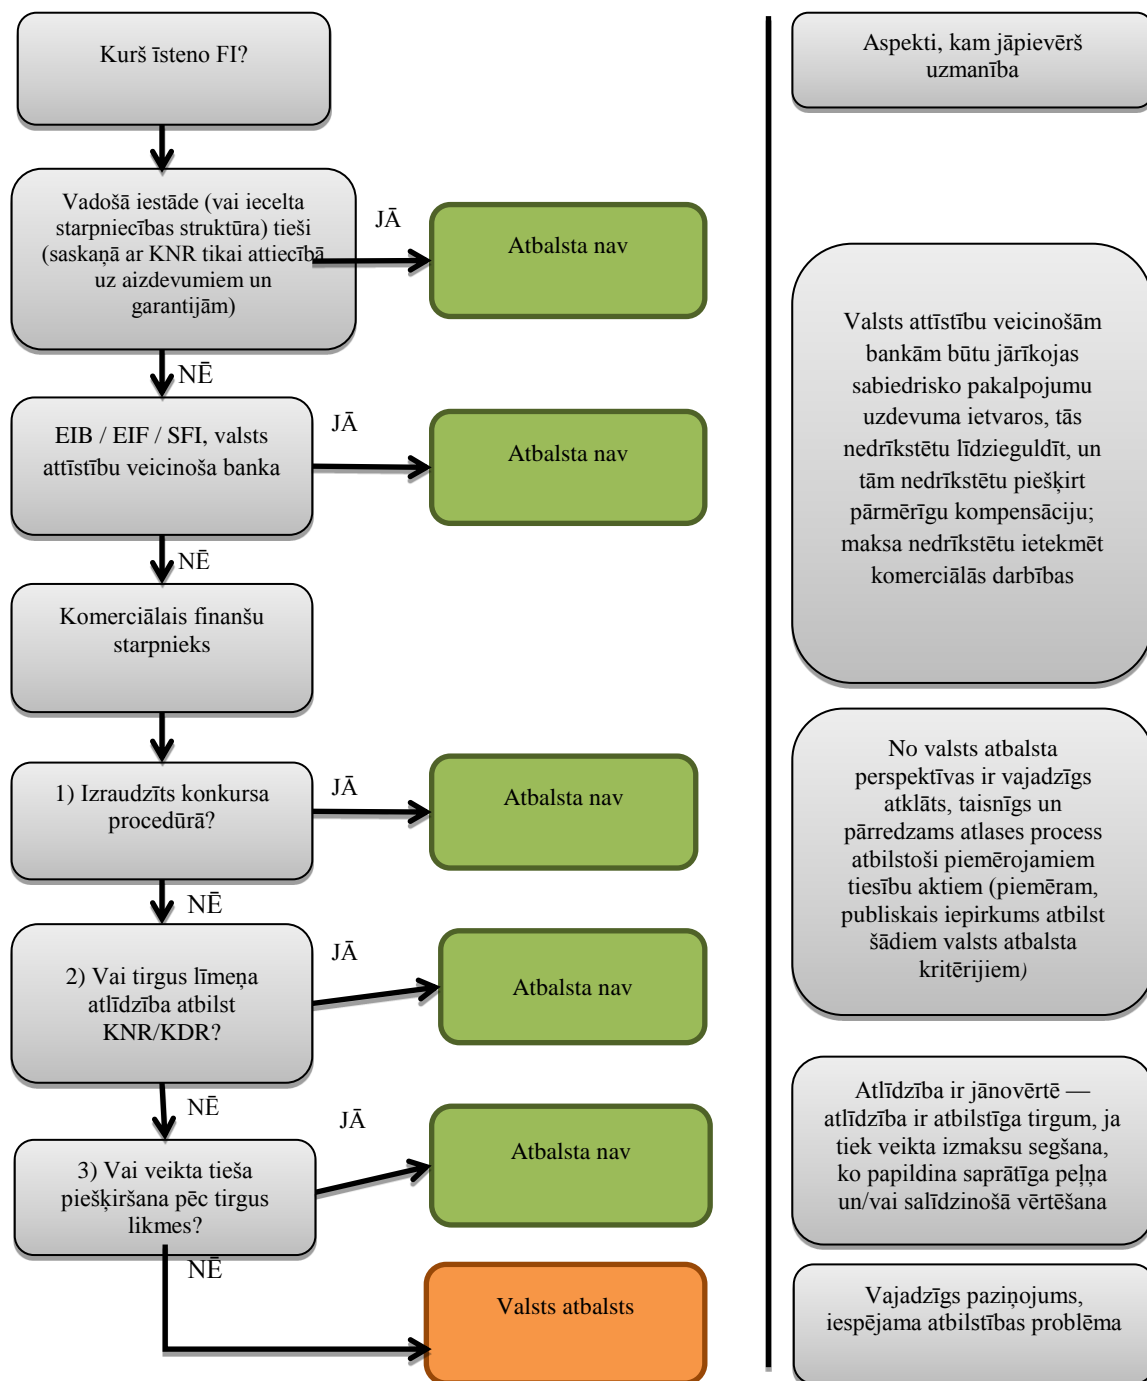 Kurš īsteno FI?
Vadošā iestāde (vai iecelta
starpniecības struktūra) tieši
(saskaņā ar KNR tikai attiecībā
uz aizdevumiem un
garantijām)
JĀ
Atbalsta nav
NĒ
EIB / EIF / SFI, valsts
attīstību veicinoša banka
JĀ
Atbalsta nav
NĒ
Komerciālais finanšu
starpnieks
1) Izraudzīts konkursa
procedūrā?
JĀ
Atbalsta nav
NĒ
2) Vai tirgus līmeņa
atlīdzība atbilst
KNR/KDR?
JĀ
Atbalsta nav
NĒ
3) Vai veikta tieša
piešķiršana pēc tirgus
likmes?
JĀ
Atbalsta nav
NĒ
Valsts atbalsts
Aspekti, kam jāpievērš
uzmanība
Valsts attīstību veicinošām
bankām būtu jārīkojas
sabiedrisko pakalpojumu
uzdevuma ietvaros, tās
nedrīkstētu līdzieguldīt, un
tām nedrīkstētu piešķirt
pārmērīgu kompensāciju;
maksa nedrīkstētu ietekmēt
komerciālās darbības
No valsts atbalsta
perspektīvas ir vajadzīgs
atklāts, taisnīgs un
pārredzams atlases process
atbilstoši piemērojamiem
tiesību aktiem (piemēram,
publiskais iepirkums atbilst
šādiem valsts atbalsta
kritērijiem)
Atlīdzība ir jānovērtē —
atlīdzība ir atbilstīga tirgum, ja
tiek veikta izmaksu segšana,
ko papildina saprātīga peļņa
un/vai salīdzinošā vērtēšana
Vajadzīgs paziņojums,
iespējama atbilstības problēma